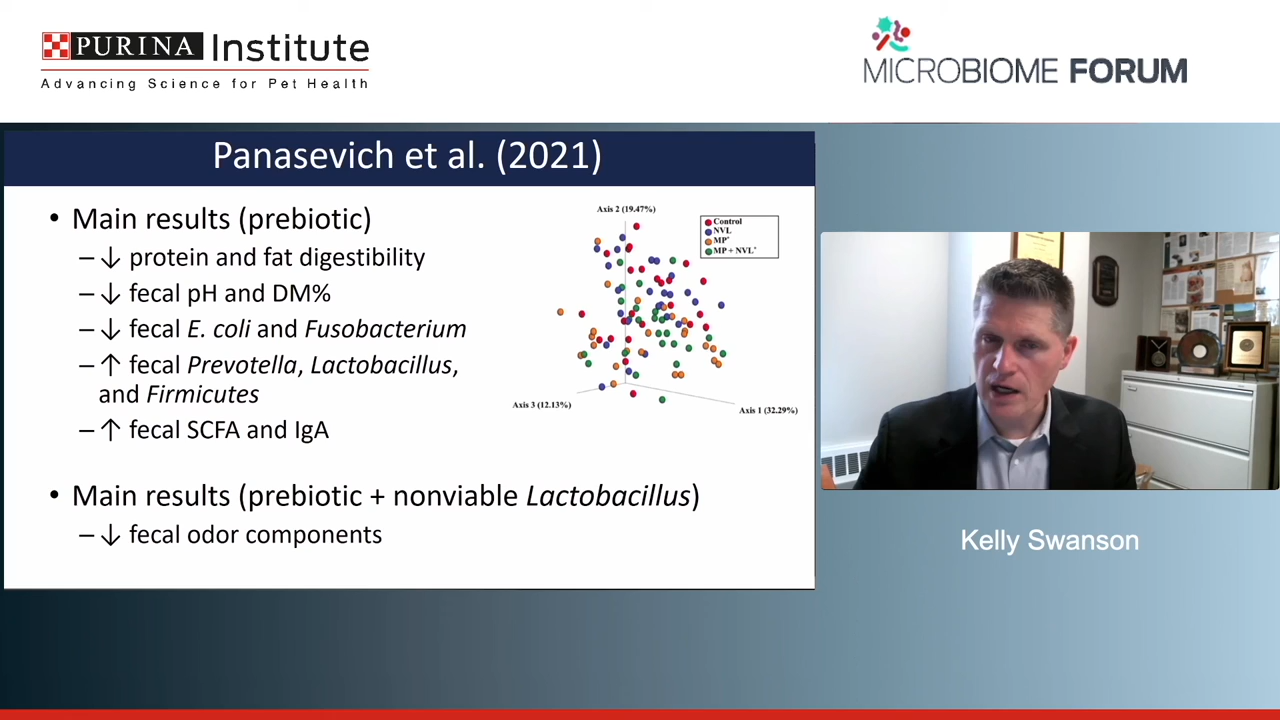 PURINA Institute
Advancing Science for Pet Health
MICROBIOME FORUM
Panasevich et al. (2021)
• Main results (prebiotic)
– ↓ protein and fat digestibility
– ↓ fecal pH and DM%
– ↓ fecal E. coli and Fusobacterium
– ↑ fecal Prevotella, Lactobacillus,
and Firmicutes
– ↑ fecal SCFA and IgA
• Main results (prebiotic + nonviable Lactobacillus)
– ↓ fecal odor components
Axis 2 (19.47%)
Control
NVL
MP*
MP + NVL*
Axis 3 (12.13%)
Axis 1 (32.29%)
Kelly Swanson